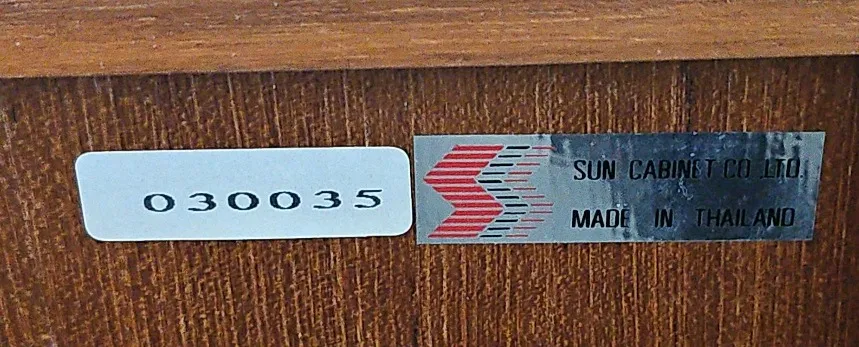 030035
SUN CABINET CO.,LTD.
MADE IN THAILAND